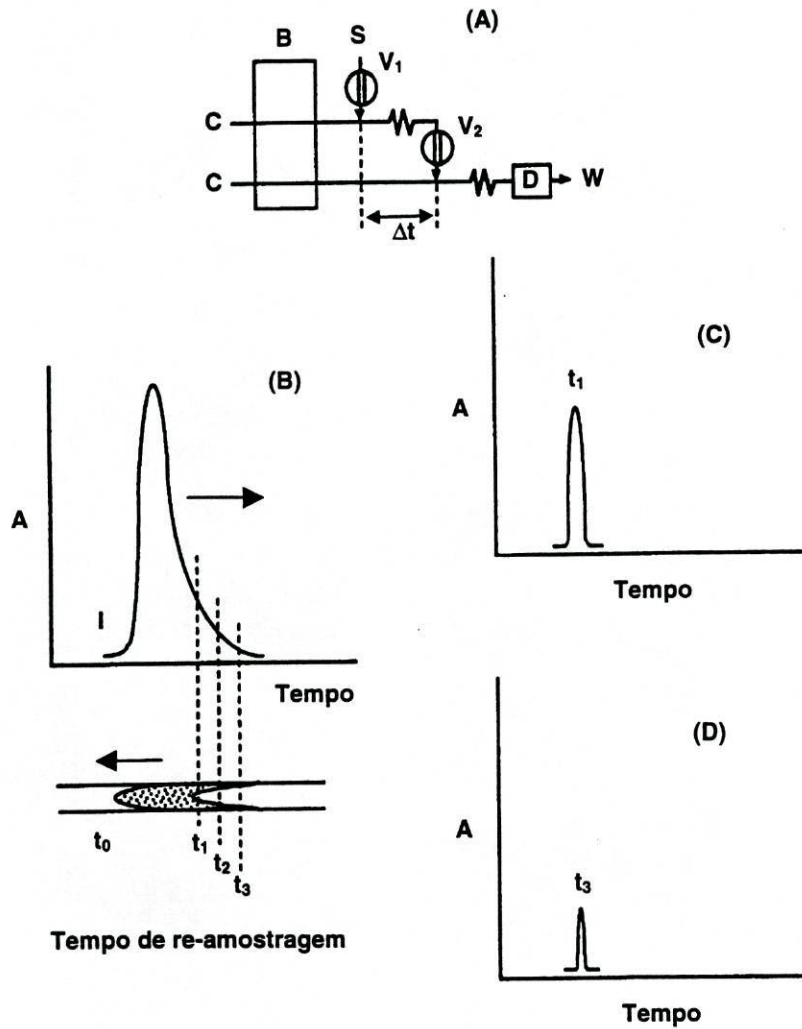 (A)
B
S
V₁
C
V₂
C
D
W
Δt
(B)
A
I
Tempo
t₀
t₁
t₂
t₃
Tempo de re-amostragem
(C)
t₁
A
Tempo
(D)
A
t₃
Tempo